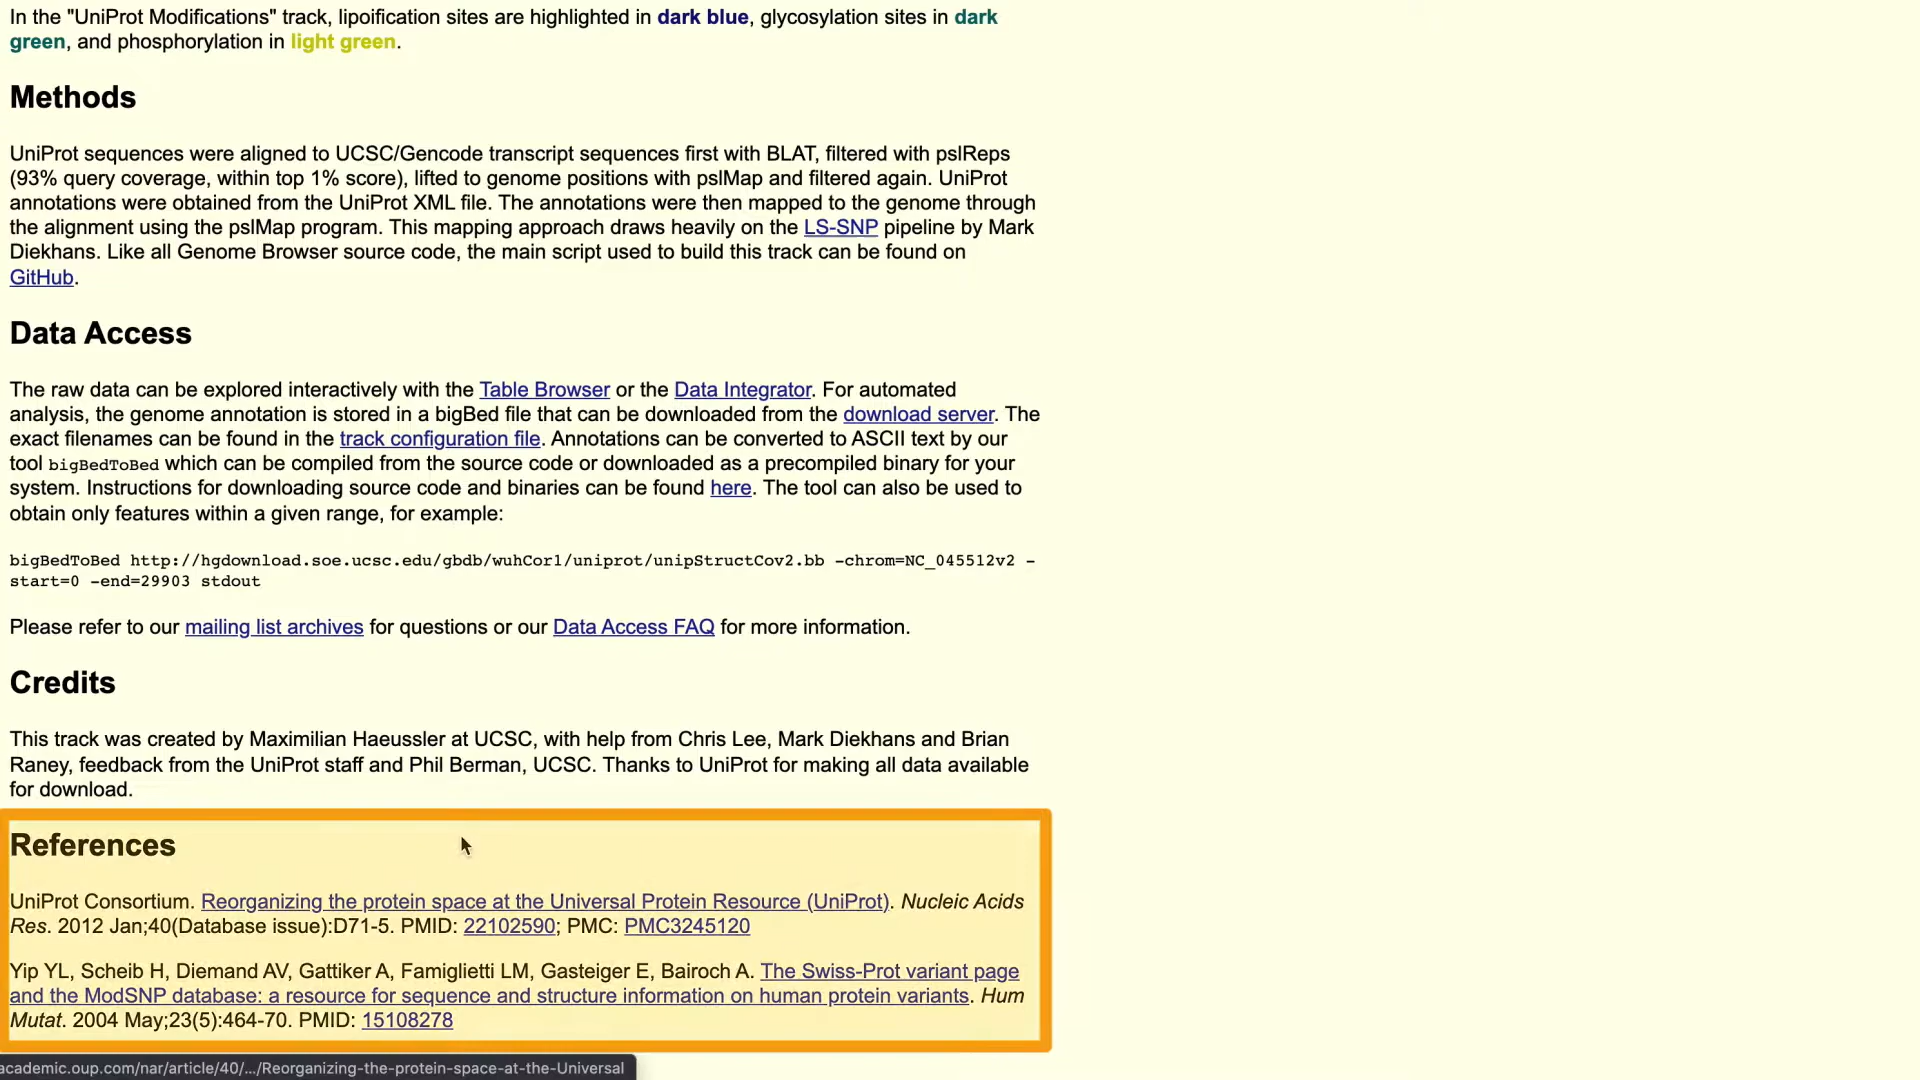 In the "UniProt Modifications" track, lipoification sites are highlighted in dark blue, glycosylation sites in dark
green, and phosphorylation in light green.
Methods
UniProt sequences were aligned to UCSC/Gencode transcript sequences first with BLAT, filtered with pslReps
(93% query coverage, within top 1% score), lifted to genome positions with pslMap and filtered again. UniProt
annotations were obtained from the UniProt XML file. The annotations were then mapped to the genome through
the alignment using the pslMap program. This mapping approach draws heavily on the LS-SNP pipeline by Mark
Diekhans. Like all Genome Browser source code, the main script used to build this track can be found on
GitHub.
Data Access
The raw data can be explored interactively with the Table Browser or the Data Integrator. For automated
analysis, the genome annotation is stored in a bigBed file that can be downloaded from the download server. The
exact filenames can be found in the track configuration file. Annotations can be converted to ASCII text by our
tool bigBedToBed which can be compiled from the source code or downloaded as a precompiled binary for your
system. Instructions for downloading source code and binaries can be found here. The tool can also be used to
obtain only features within a given range, for example:
bigBedToBed http://hgdownload.soe.ucsc.edu/gbdb/wuhCor1/uniprot/unipStructCov2.bb -chrom=NC_045512v2 -
start=0 -end=29903 stdout
Please refer to our mailing list archives for questions or our Data Access FAQ for more information.
Credits
This track was created by Maximilian Haeussler at UCSC, with help from Chris Lee, Mark Diekhans and Brian
Raney, feedback from the UniProt staff and Phil Berman, UCSC. Thanks to UniProt for making all data available
for download.
References
UniProt Consortium. Reorganizing the protein space at the Universal Protein Resource (UniProt). Nucleic Acids
Res. 2012 Jan;40(Database issue):D71-5. PMID: 22102590; PMC: PMC3245120
Yip YL, Scheib H, Diemand AV, Gattiker A, Famiglietti LM, Gasteiger E, Bairoch A. The Swiss-Prot variant page
and the ModSNP database: a resource for sequence and structure information on human protein variants. Hum
Mutat. 2004 May;23(5):464-70. PMID: 15108278
academic.oup.com/nar/article/40/.../Reorganizing-the-protein-space-at-the-Universal